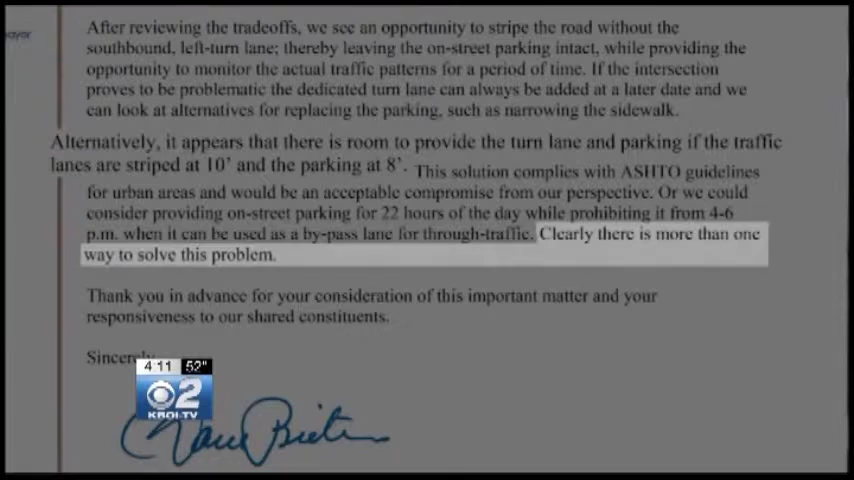 mayor
After reviewing the tradeoffs, we see an opportunity to stripe the road without the
southbound, left-turn lane; thereby leaving the on-street parking intact, while providing the
opportunity to monitor the actual traffic patterns for a period of time. If the intersection
proves to be problematic the dedicated turn lane can always be added at a later date and we
can look at alternatives for replacing the parking, such as narrowing the sidewalk.
Alternatively, it appears that there is room to provide the turn lane and parking if the traffic
lanes are striped at 10’ and the parking at 8’. This solution complies with ASHTO guidelines
for urban areas and would be an acceptable compromise from our perspective. Or we could
consider providing on-street parking for 22 hours of the day while prohibiting it from 4-6
p.m. when it can be used as a by-pass lane for through-traffic. Clearly there is more than one
way to solve this problem.
Thank you in advance for your consideration of this important matter and your
responsiveness to our shared constituents.
Sincerely
4:11 52°
2
KBOI-TV